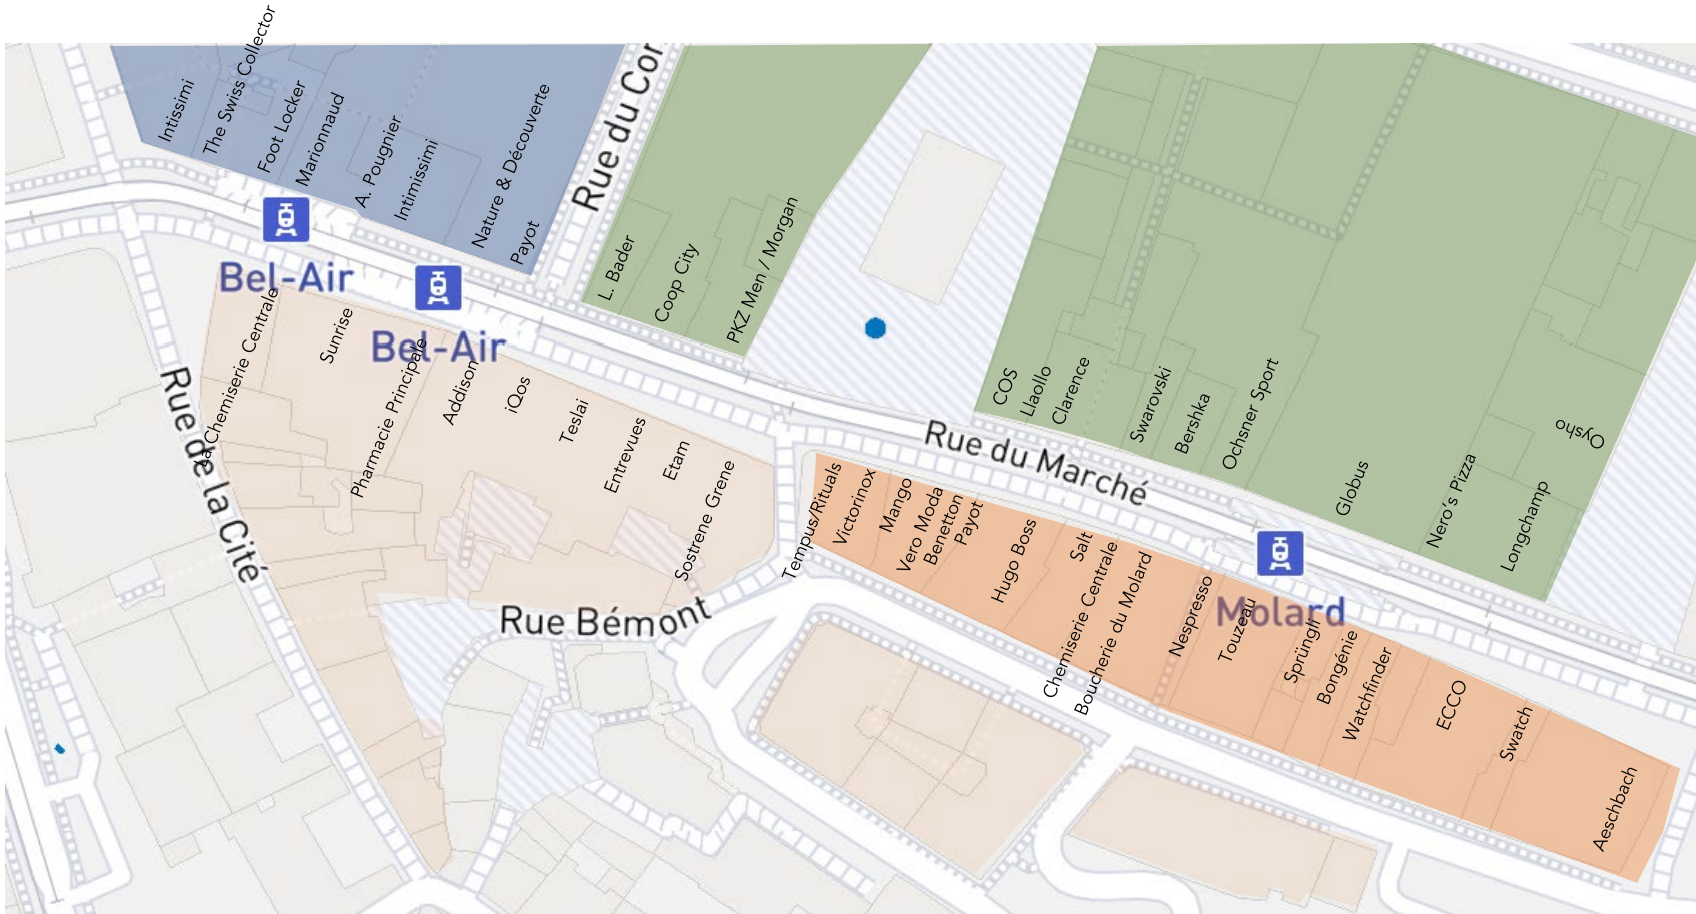 Intissimi
The Swiss Collector
Foot Locker
Marionnaud
A. Pougnier
Intimissimi
Nature & Découverte
Payot
Rue du Cor
L. Bader
Coop City
PKZ Men / Morgan
COS
Llaollo
Clarence
Swarovski
Bershka
Ochsner Sport
Globus
Nero's Pizza
Longchamp
Oysho
Bel-Air
Bel-Air
Rue du Marché
Molard
Rue de la Cité
Rue Bémont
Chemiserie Centrale
Sunrise
Pharmacie Principale
Addison
iQos
Teslai
Entrevues
Etam
Sostrene Grene
Tempus/Rituals
Victorinox
Mango
Vero Moda
Benetton
Payot
Hugo Boss
Salt
Chemiserie Centrale
Boucherie du Molard
Nespresso
Touzeau
Sprüngli
Bongénie
Watchfinder
ECCO
Swatch
Aeschbach